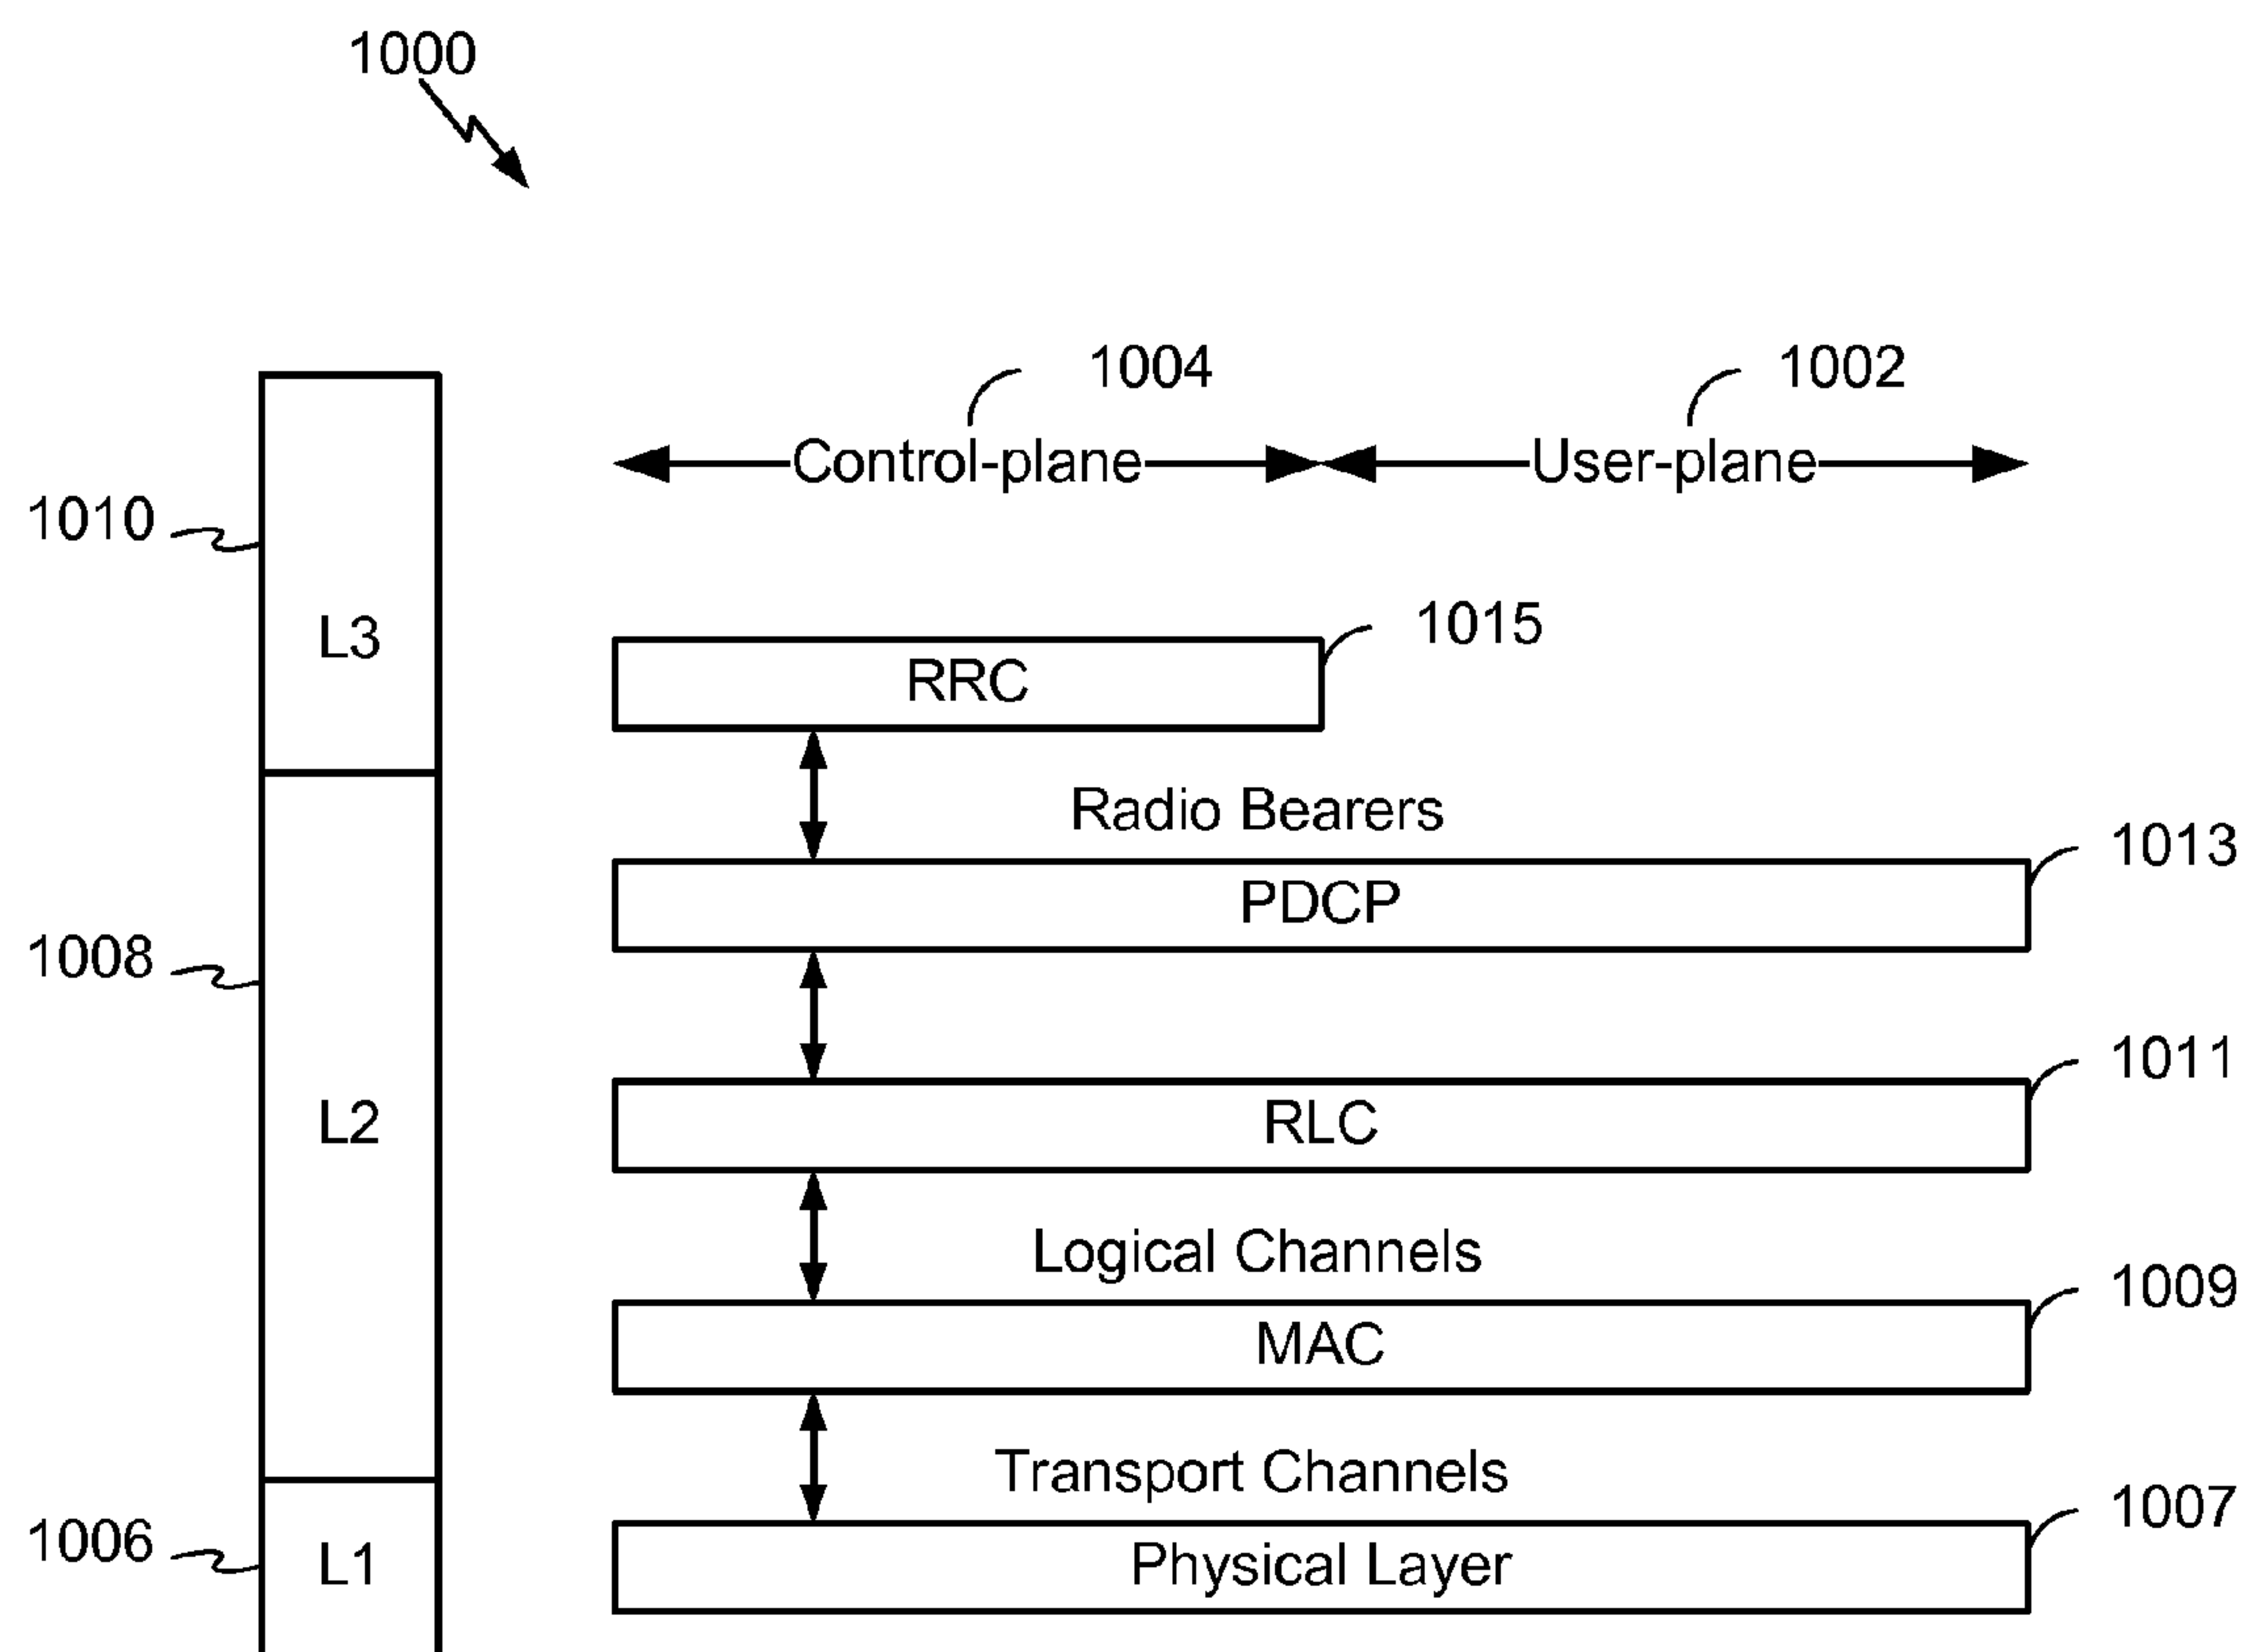 1000
1004
1002
Control-plane
User-plane
1010
L3
1015
RRC
Radio Bearers
1013
PDCP
1008
L2
1011
RLC
Logical Channels
1009
MAC
Transport Channels
1007
1006
L1
Physical Layer